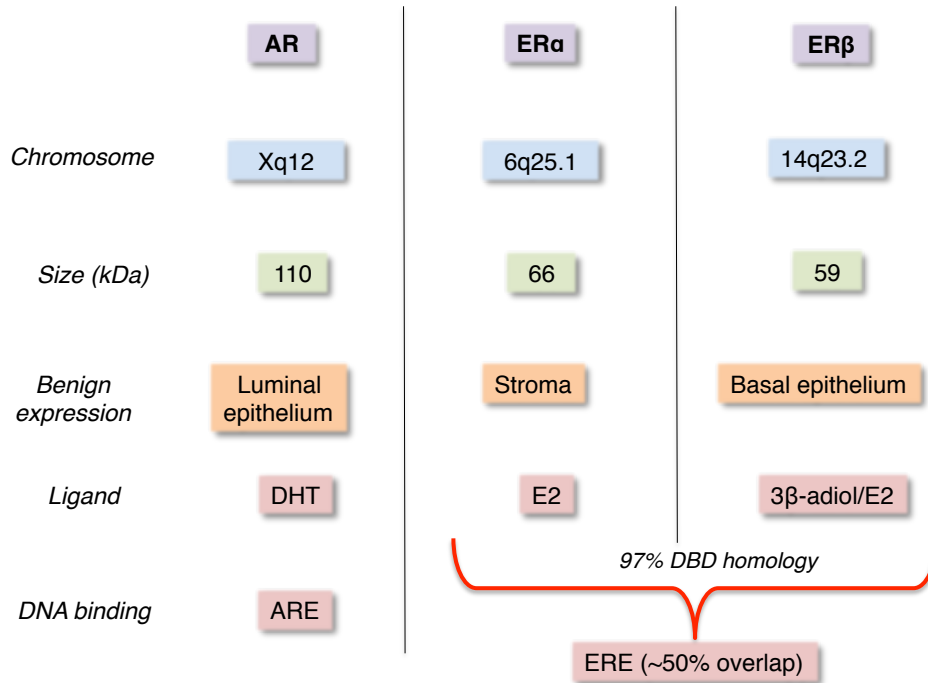 AR ERα ERβ
Chromosome Xq12 6q25.1 14q23.2
Size (kDa) 110 66 59
Benign
expression
Luminal
epithelium
Stroma
Basal epithelium
Ligand DHT E2 3β-adiol/E2
97% DBD homology
DNA binding ARE
ERE (~50% overlap)